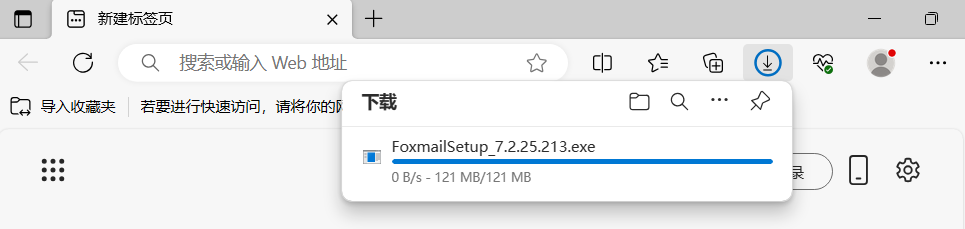 新建标签页
搜索或输入 Web 地址
导入收藏夹
若要进行快速访问，请将你的
下载
FoxmailSetup_7.2.25.213.exe
0 B/s - 121 MB/121 MB
录